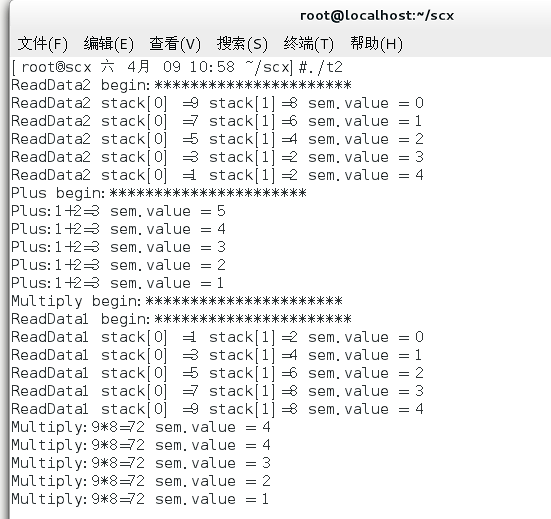 root@localhost:~/scx
文件(F) 编辑(E) 查看(V) 搜索(S) 终端(T) 帮助(H)
[root@scx 六 4月 09 10:58 ~/scx]#./t2
ReadData2 begin:**********************
ReadData2 stack[0] =9 stack[1]=8 sem.value = 0
ReadData2 stack[0] =7 stack[1]=6 sem.value = 1
ReadData2 stack[0] =5 stack[1]=4 sem.value = 2
ReadData2 stack[0] =3 stack[1]=2 sem.value = 3
ReadData2 stack[0] =1 stack[1]=2 sem.value = 4
Plus begin:**********************
Plus:1+2=3 sem.value = 5
Plus:1+2=3 sem.value = 4
Plus:1+2=3 sem.value = 3
Plus:1+2=3 sem.value = 2
Plus:1+2=3 sem.value = 1
Multiply begin:**********************
ReadData1 begin:**********************
ReadData1 stack[0] =1 stack[1]=2 sem.value = 0
ReadData1 stack[0] =3 stack[1]=4 sem.value = 1
ReadData1 stack[0] =5 stack[1]=6 sem.value = 2
ReadData1 stack[0] =7 stack[1]=8 sem.value = 3
ReadData1 stack[0] =9 stack[1]=8 sem.value = 4
Multiply:9*8=72 sem.value = 4
Multiply:9*8=72 sem.value = 4
Multiply:9*8=72 sem.value = 3
Multiply:9*8=72 sem.value = 2
Multiply:9*8=72 sem.value = 1